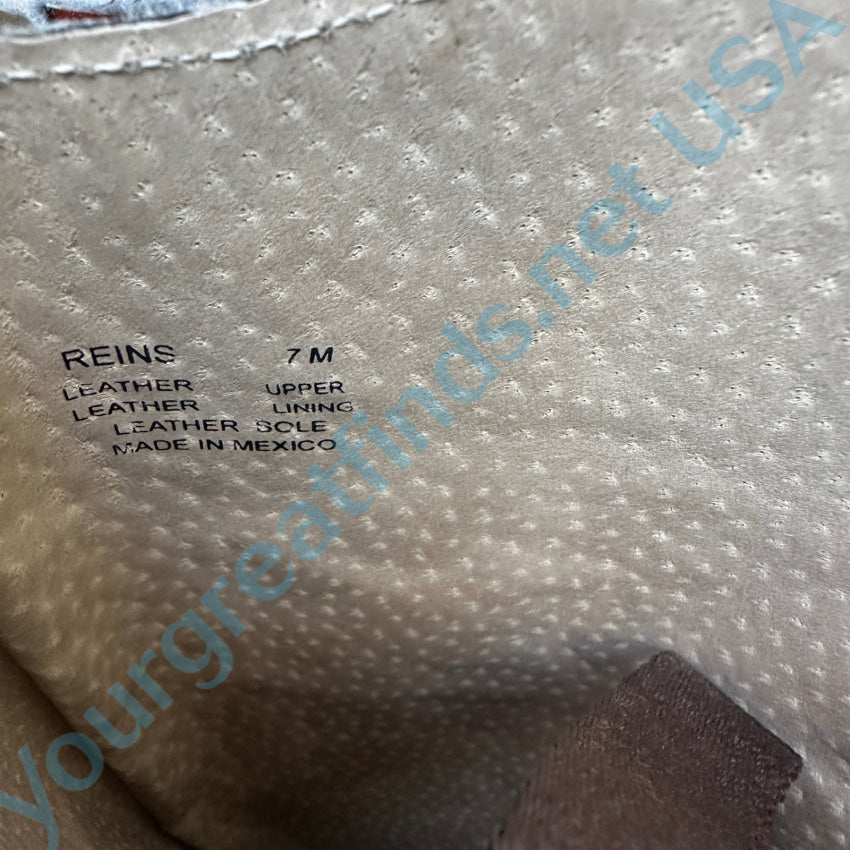 REINS 7 M
LEATHER UPPER
LEATHER LINING
LEATHER SOLE
MADE IN MEXICO
yourgreatfinds.net USA